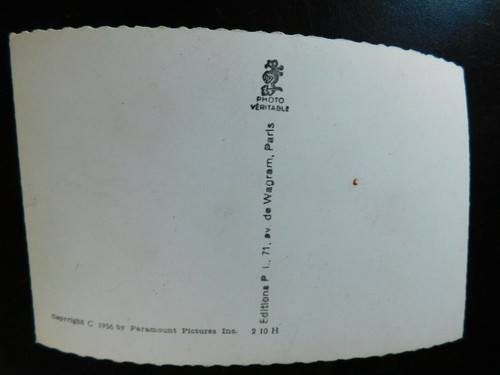 PHOTO
VÉRITABLE
Editions P. I., 71, av. de Wagram, Paris
Copyright C 1956 by Paramount Pictures Inc. 2 10 H